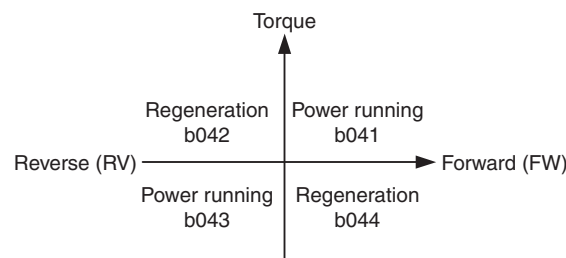 Torque
Regeneration
b042
Power running
b041
Reverse (RV)
Forward (FW)
Power running
b043
Regeneration
b044